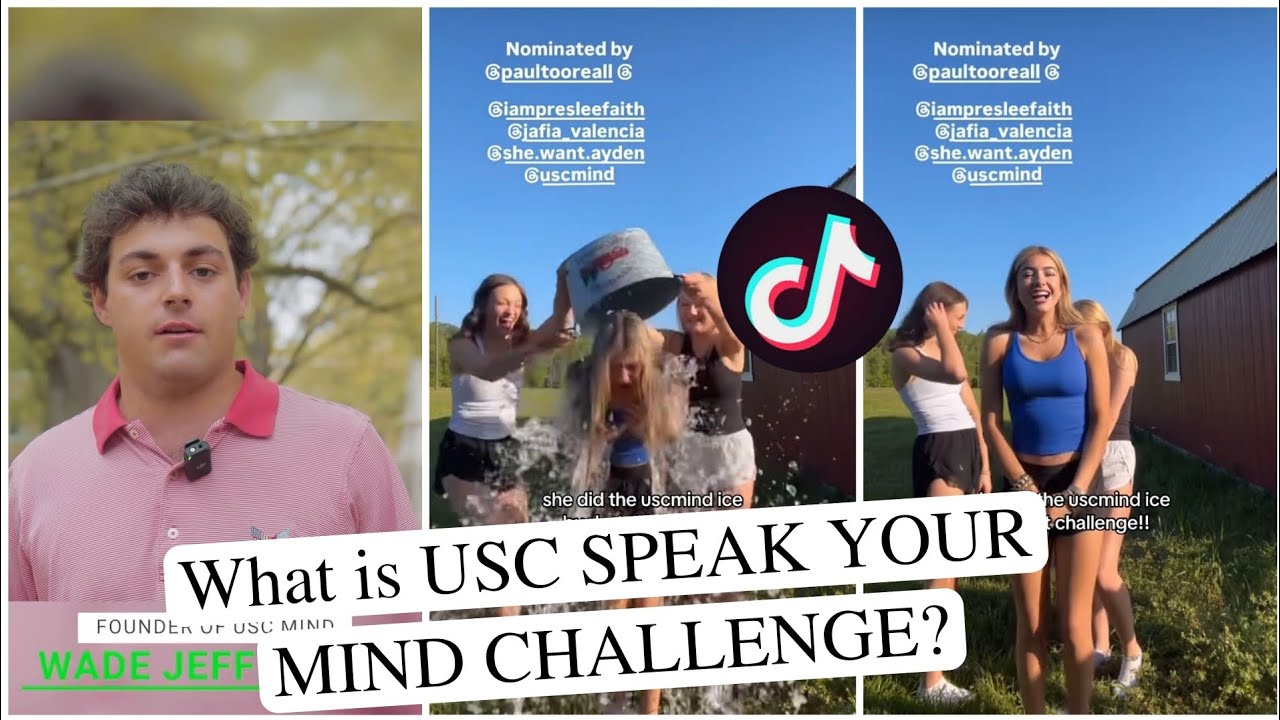 Nominated by
@paultooreall @
@iampresleefaith
@jafia_valencia
@she.want.ayden
@uscmind
Nominated by
@paultooreall @
@iampresleefaith
@jafia_valencia
@she.want.ayden
@uscmind
she did the uscmind ice
the uscmind ice
challenge!!
What is USC SPEAK YOUR
MIND CHALLENGE?
FOUNDER OF USC MIND
WADE JEFF